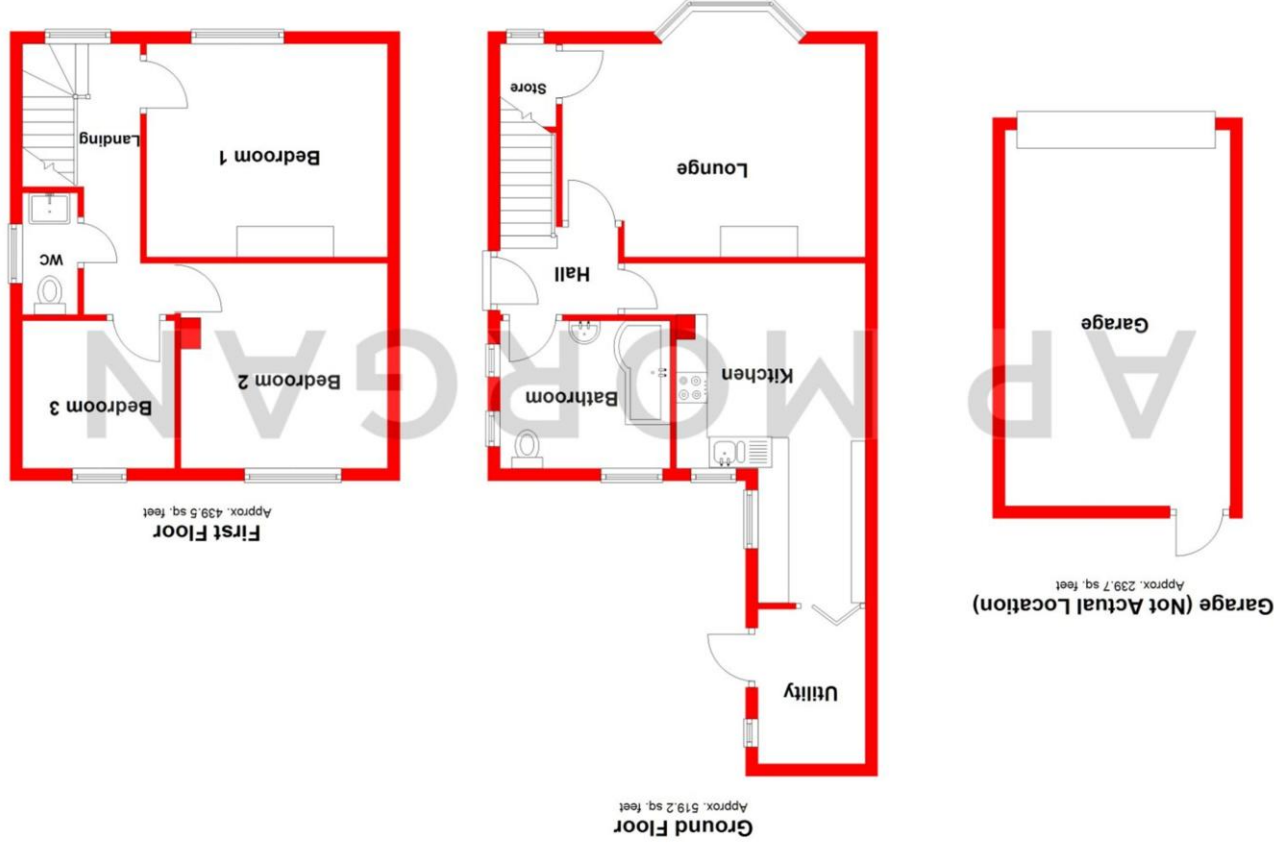 Garage (Not Actual Location)
Approx. 239.7 sq. feet
Garage
Ground Floor
Approx. 519.2 sq. feet
Utility
Kitchen
Bathroom
Hall
Lounge
Store
First Floor
Approx. 439.5 sq. feet
Bedroom 2
Bedroom 3
WC
Bedroom 1
Landing
AP MORGAN